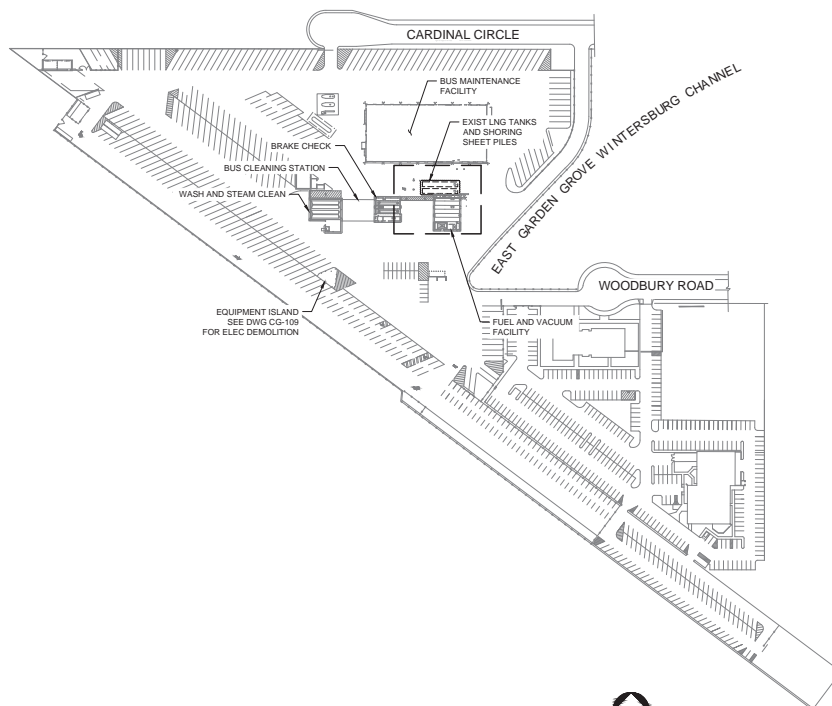 CARDINAL CIRCLE
BUS MAINTENANCE
FACILITY
EXIST LNG TANKS
AND SHORING
SHEET PILES
BRAKE CHECK
BUS CLEANING STATION
WASH AND STEAM CLEAN
EAST GARDEN GROVE WINTERSBURG CHANNEL
WOODBURY ROAD
EQUIPMENT ISLAND
SEE DWG CG-109
FOR ELEC DEMOLITION
FUEL AND VACUUM
FACILITY